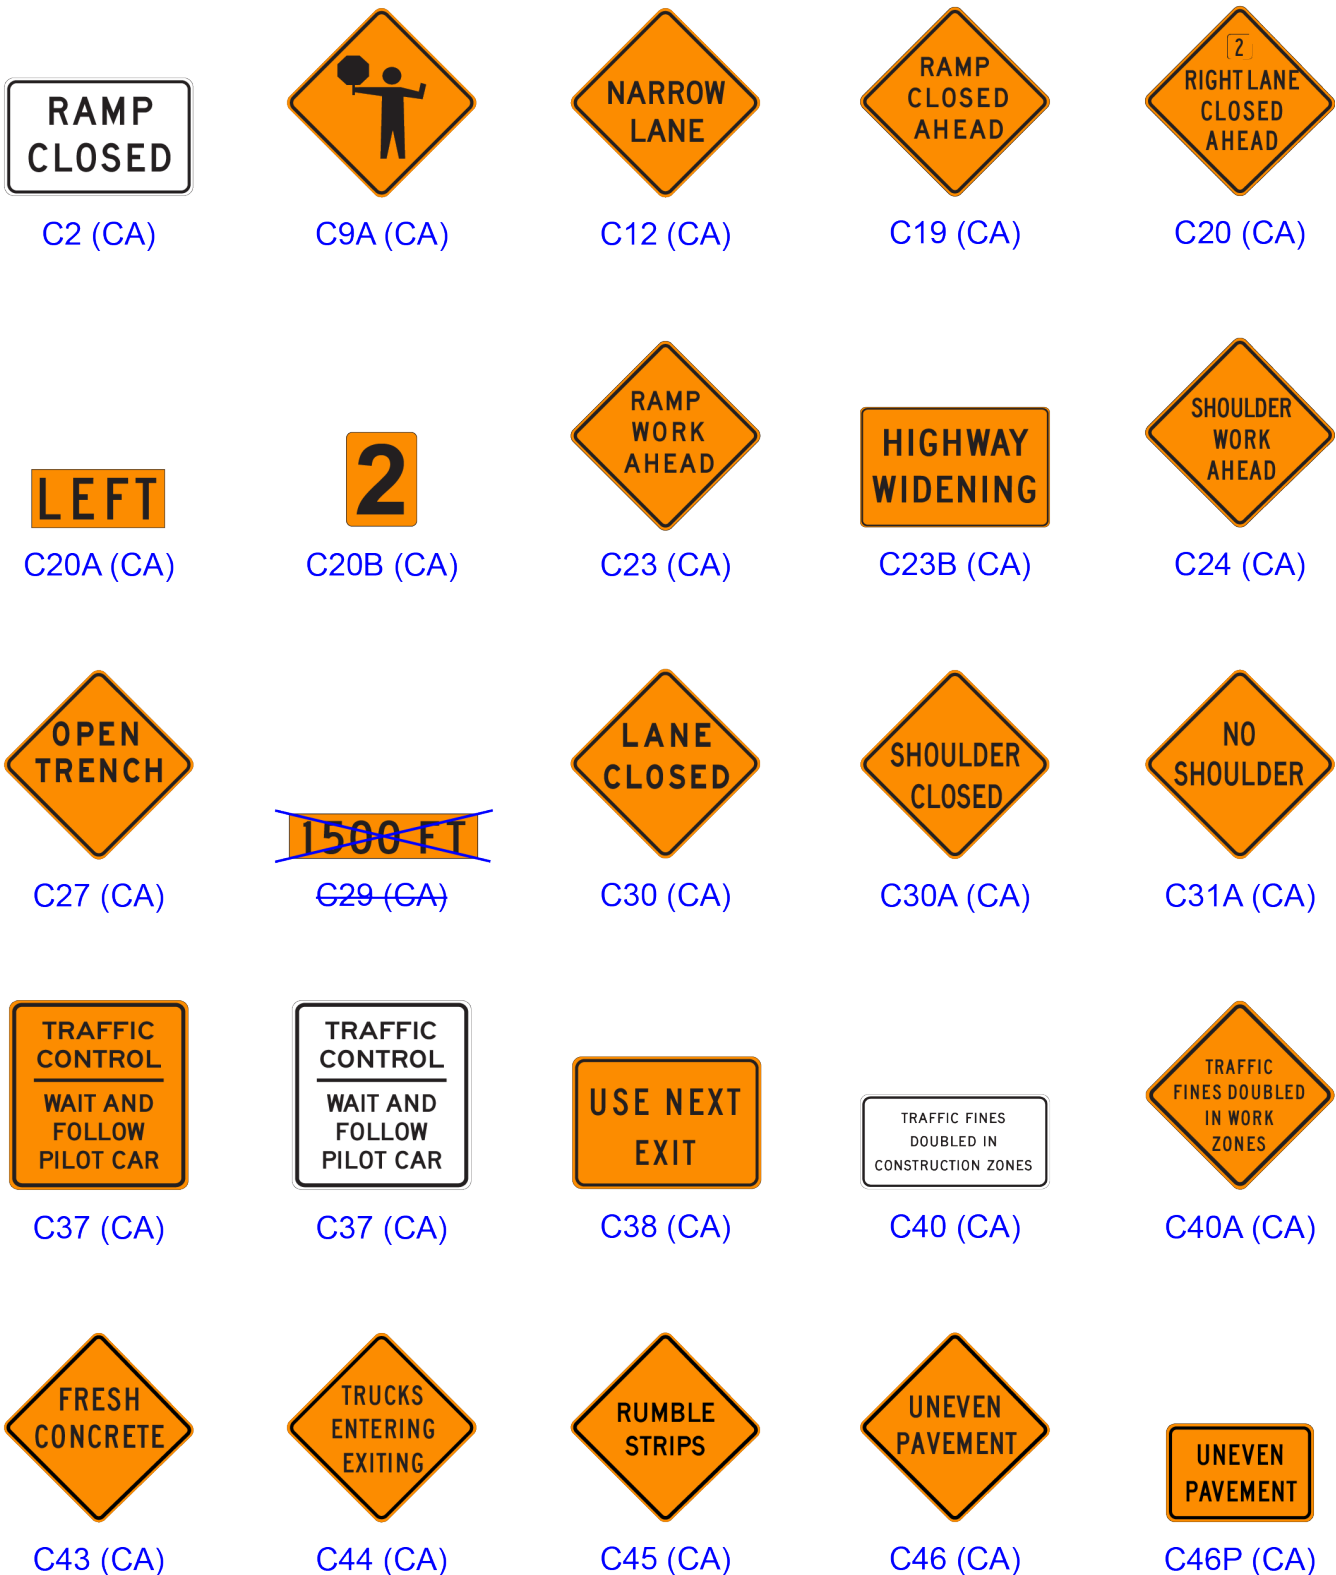 RAMP
CLOSED
C2 (CA)
C9A (CA)
NARROW
LANE
C12 (CA)
RAMP
CLOSED
AHEAD
C19 (CA)
2
RIGHT LANE
CLOSED
AHEAD
C20 (CA)
LEFT
C20A (CA)
2
C20B (CA)
RAMP
WORK
AHEAD
C23 (CA)
HIGHWAY
WIDENING
C23B (CA)
SHOULDER
WORK
AHEAD
C24 (CA)
OPEN
TRENCH
C27 (CA)
1500 FT
C29 (CA)
LANE
CLOSED
C30 (CA)
SHOULDER
CLOSED
C30A (CA)
NO
SHOULDER
C31A (CA)
TRAFFIC
CONTROL
WAIT AND
FOLLOW
PILOT CAR
C37 (CA)
TRAFFIC
CONTROL
WAIT AND
FOLLOW
PILOT CAR
C37 (CA)
USE NEXT
EXIT
C38 (CA)
TRAFFIC FINES
DOUBLED IN
CONSTRUCTION ZONES
C40 (CA)
TRAFFIC
FINES DOUBLED
IN WORK
ZONES
C40A (CA)
FRESH
CONCRETE
C43 (CA)
TRUCKS
ENTERING
EXITING
C44 (CA)
RUMBLE
STRIPS
C45 (CA)
UNEVEN
PAVEMENT
C46 (CA)
UNEVEN
PAVEMENT
C46P (CA)